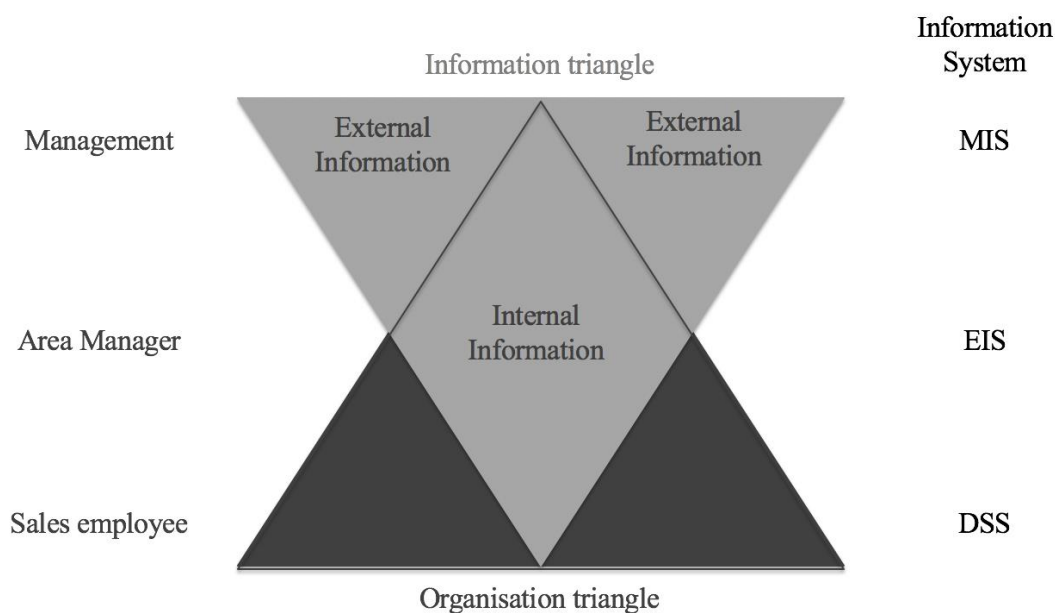 Information
System
Information triangle
Management
External
Information
External
Information
MIS
Area Manager
Internal
Information
EIS
Sales employee
DSS
Organisation triangle